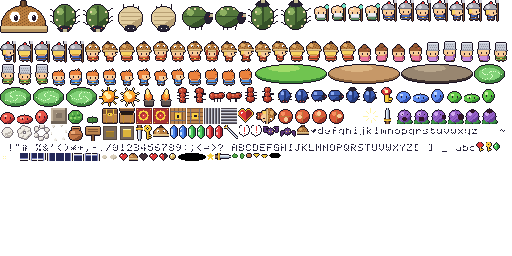 defghijklmnopqrstuvwxyz ~
!"# %&'()*+,-./0123456789:;<=>? ABCDEFGHIJKLMNOPQRSTUVWXYZ[ ] _ abc